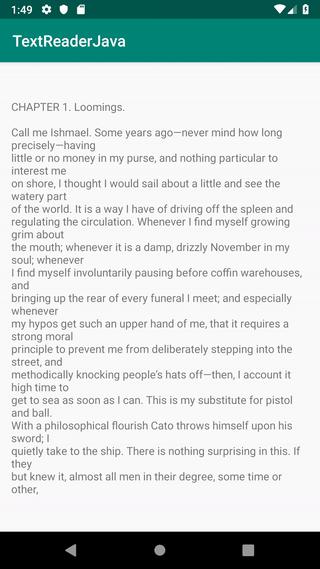 1:49
TextReaderJava
CHAPTER 1. Loomings.
Call me Ishmael. Some years ago—never mind how long
precisely—having
little or no money in my purse, and nothing particular to
interest me
on shore, I thought I would sail about a little and see the
watery part
of the world. It is a way I have of driving off the spleen and
regulating the circulation. Whenever I find myself growing
grim about
the mouth; whenever it is a damp, drizzly November in my
soul; whenever
I find myself involuntarily pausing before coffin warehouses,
and
bringing up the rear of every funeral I meet; and especially
whenever
my hypos get such an upper hand of me, that it requires a
strong moral
principle to prevent me from deliberately stepping into the
street, and
methodically knocking people’s hats off—then, I account it
high time to
get to sea as soon as I can. This is my substitute for pistol
and ball.
With a philosophical flourish Cato throws himself upon his
sword; I
quietly take to the ship. There is nothing surprising in this. If
they
but knew it, almost all men in their degree, some time or
other,